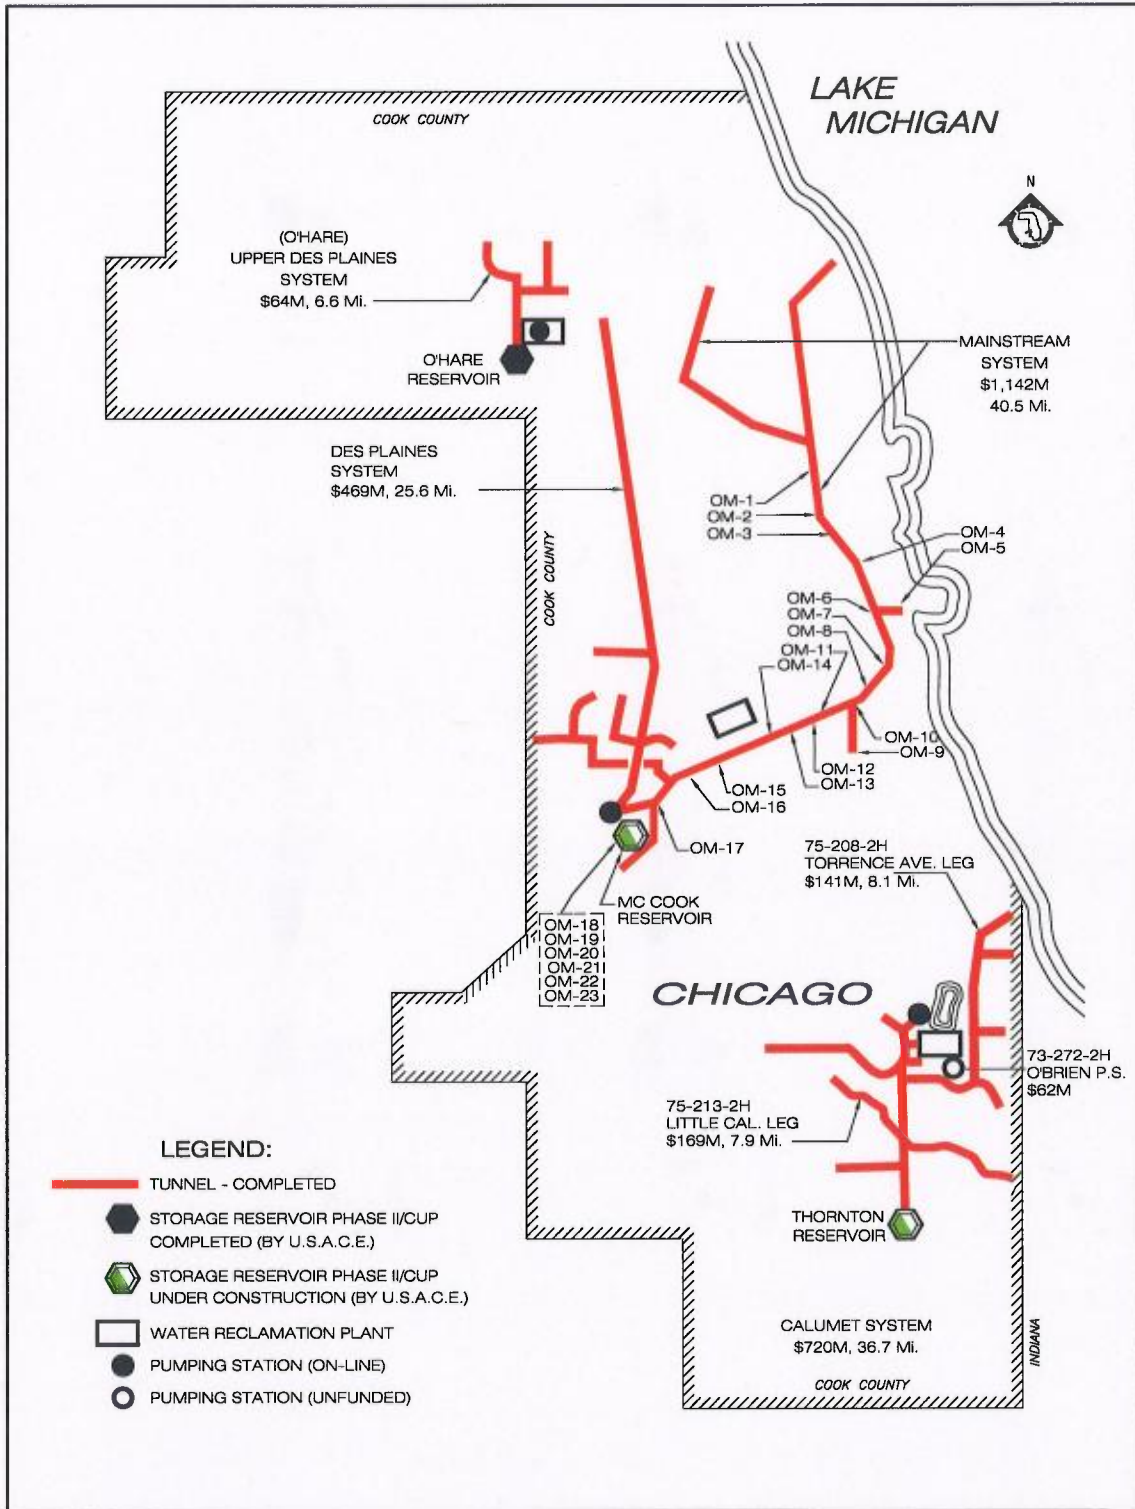 LAKE
MICHIGAN
COOK COUNTY
N
(O'HARE)
UPPER DES PLAINES
SYSTEM
$64M, 6.6 Mi.
O'HARE
RESERVOIR
MAINSTREAM
SYSTEM
$1,142M
40.5 Mi.
DES PLAINES
SYSTEM
$469M, 25.6 Mi.
COOK COUNTY
OM-1
OM-2
OM-3
OM-4
OM-5
OM-6
OM-7
OM-8
OM-11
OM-14
OM-10
OM-9
OM-12
OM-13
OM-15
OM-16
OM-17
MC COOK
RESERVOIR
OM-18
OM-19
OM-20
OM-21
OM-22
OM-23
75-208-2H
TORRENCE AVE. LEG
$141M, 8.1 Mi.
CHICAGO
73-272-2H
O'BRIEN P.S.
$62M
75-213-2H
LITTLE CAL. LEG
$169M, 7.9 Mi.
THORNTON
RESERVOIR
CALUMET SYSTEM
$720M, 36.7 Mi.
COOK COUNTY
INDIANA
LEGEND:
TUNNEL - COMPLETED
STORAGE RESERVOIR PHASE II/CUP
COMPLETED (BY U.S.A.C.E.)
STORAGE RESERVOIR PHASE II/CUP
UNDER CONSTRUCTION (BY U.S.A.C.E.)
WATER RECLAMATION PLANT
PUMPING STATION (ON-LINE)
PUMPING STATION (UNFUNDED)